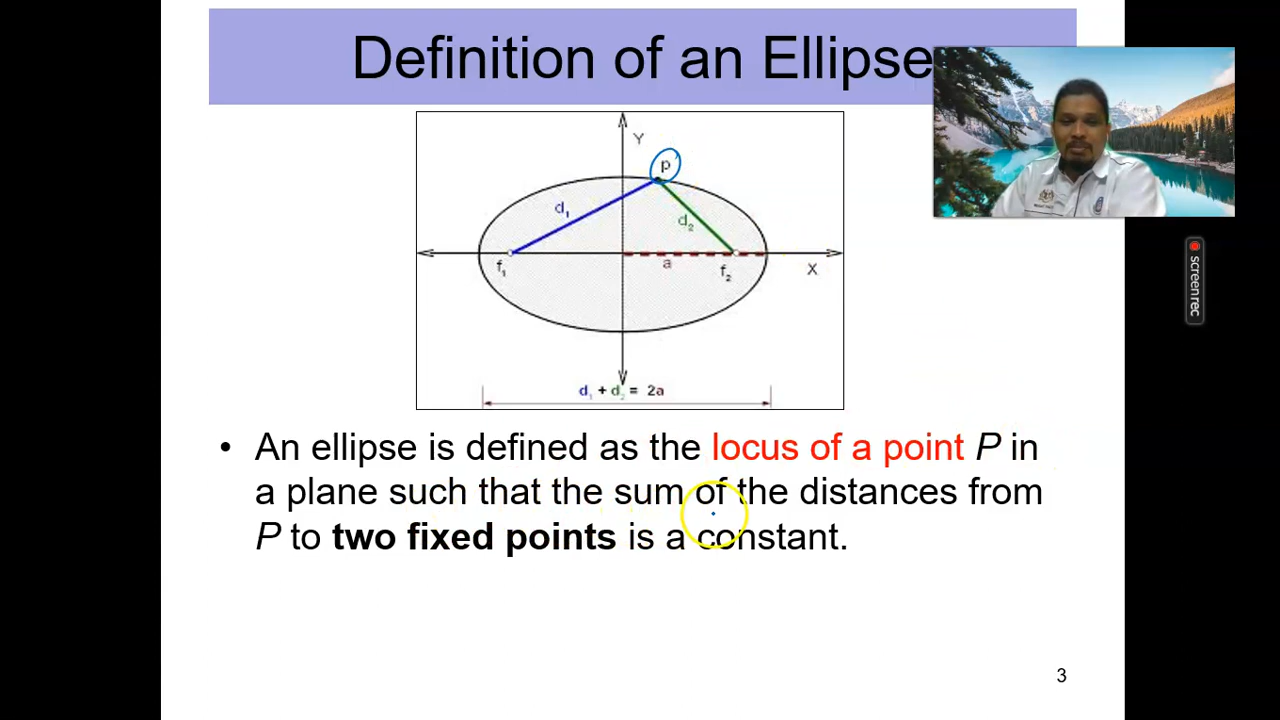 Definition of an Ellipse
Y
p
d₁
d₂
f₁
a
f₂
X
d₁ + d₂ = 2a
• An ellipse is defined as the locus of a point P in
a plane such that the sum of the distances from
P to two fixed points is a constant.
3
screenrec